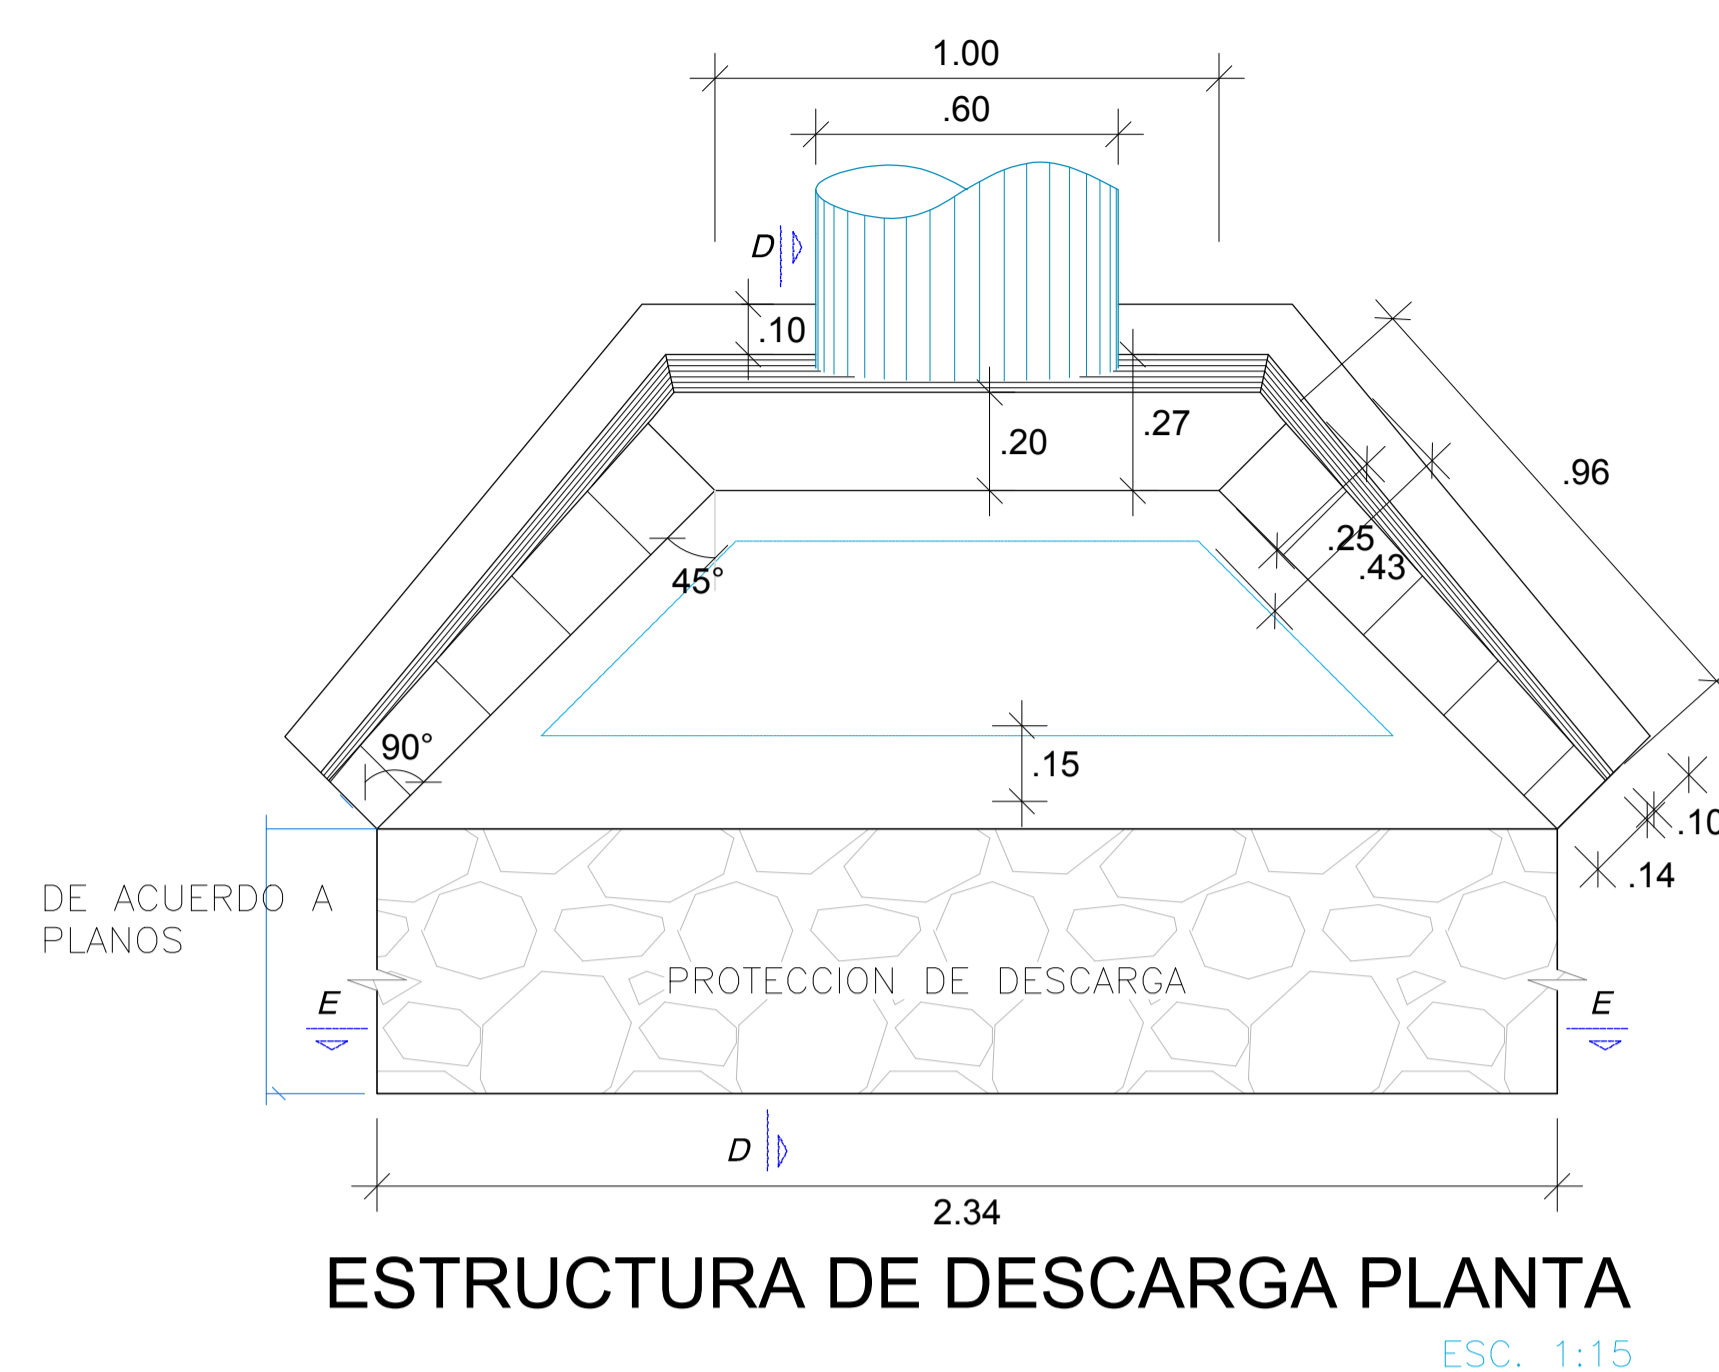 1.00
.60
D
.10
.27
.20
.96
.25
.43
45°
90°
.15
.10
.14
DE ACUERDO A
PLANOS
PROTECCION DE DESCARGA
E
E
D
2.34
ESTRUCTURA DE DESCARGA PLANTA
ESC. 1:15